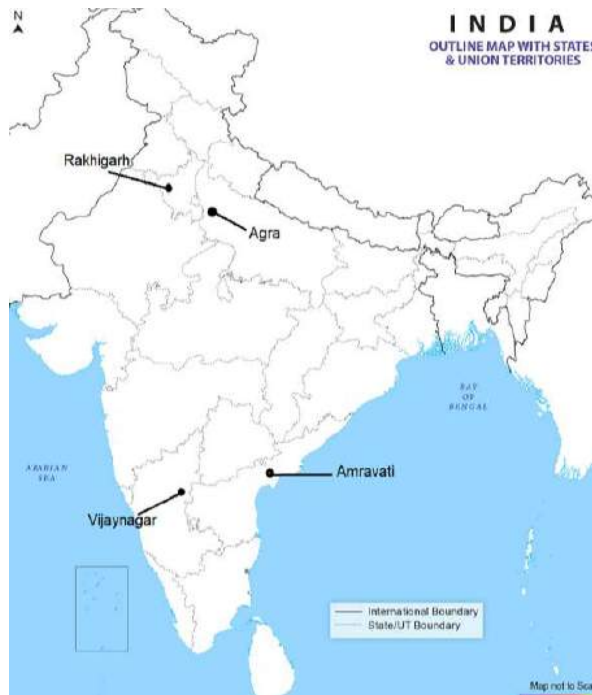 N
INDIA
OUTLINE MAP WITH STATES
& UNION TERRITORIES
Rakhigarh
Agra
BAY
OF
BENGAL
ARABIAN
SEA
Amravati
Vijaynagar
International Boundary
State/UT Boundary
Map not to Sca